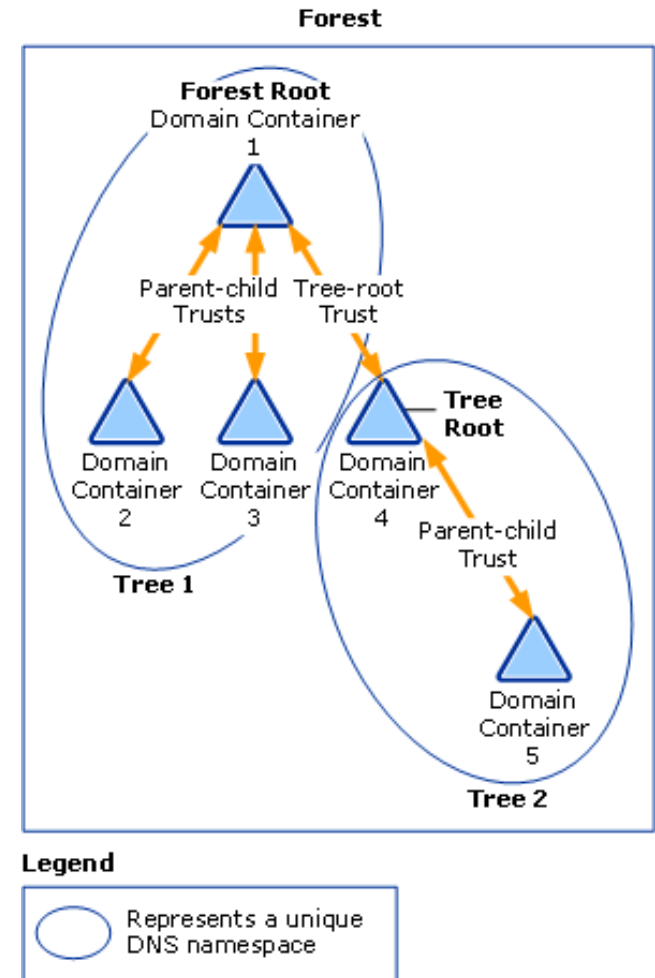 Forest
Forest Root
Domain Container
1
Parent-child
Trusts
Tree-root
Trust
Domain
Container
2
Domain
Container
3
Domain
Container
4
Tree
Root
Tree 1
Parent-child
Trust
Domain
Container
5
Tree 2
Legend
Represents a unique
DNS namespace